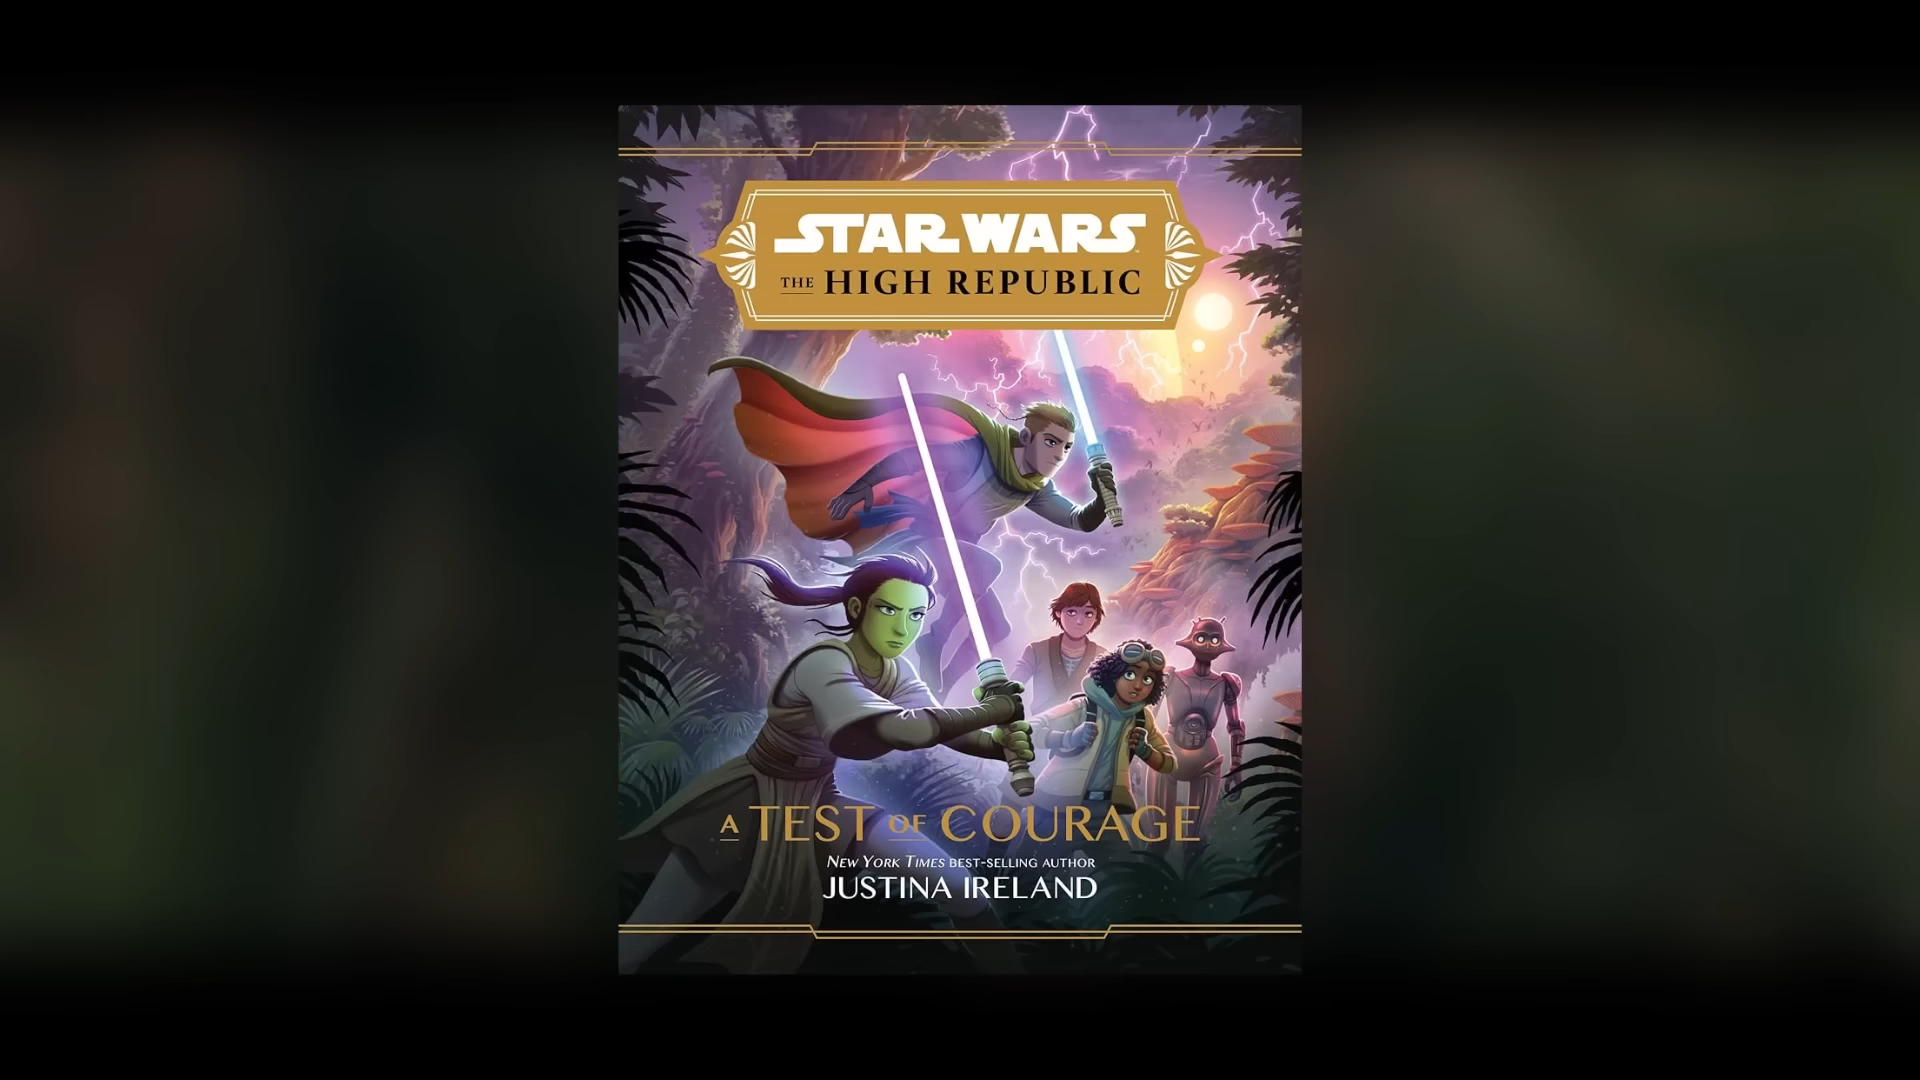 STAR WARS
THE HIGH REPUBLIC
A TEST OF COURAGE
NEW YORK TIMES BEST-SELLING AUTHOR
JUSTINA IRELAND